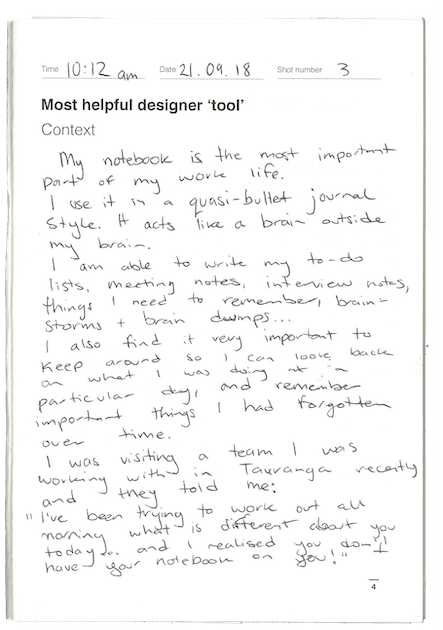 Time 10:12 am Date 21.09.18 Shot number 3
Most helpful designer 'tool'
Context
My notebook is the most important
part of my work life.
I use it in a quasi-bullet journal
style. It acts like a brain outside
my brain.
I am able to write my to-do
lists, meeting notes, interview notes,
things I need to remember, brain-
storms + brain dumps...
I also find it very important to
keep around so I can look back
on what I was doing at a
particular day, and remember
important things I had forgotten
over time.
I was visiting a team I was
working with in Tauranga recently
and they told me:
"I've been trying to work out all
morning what is different about you
today... and I realised you don't
have your notebook on you!"
4